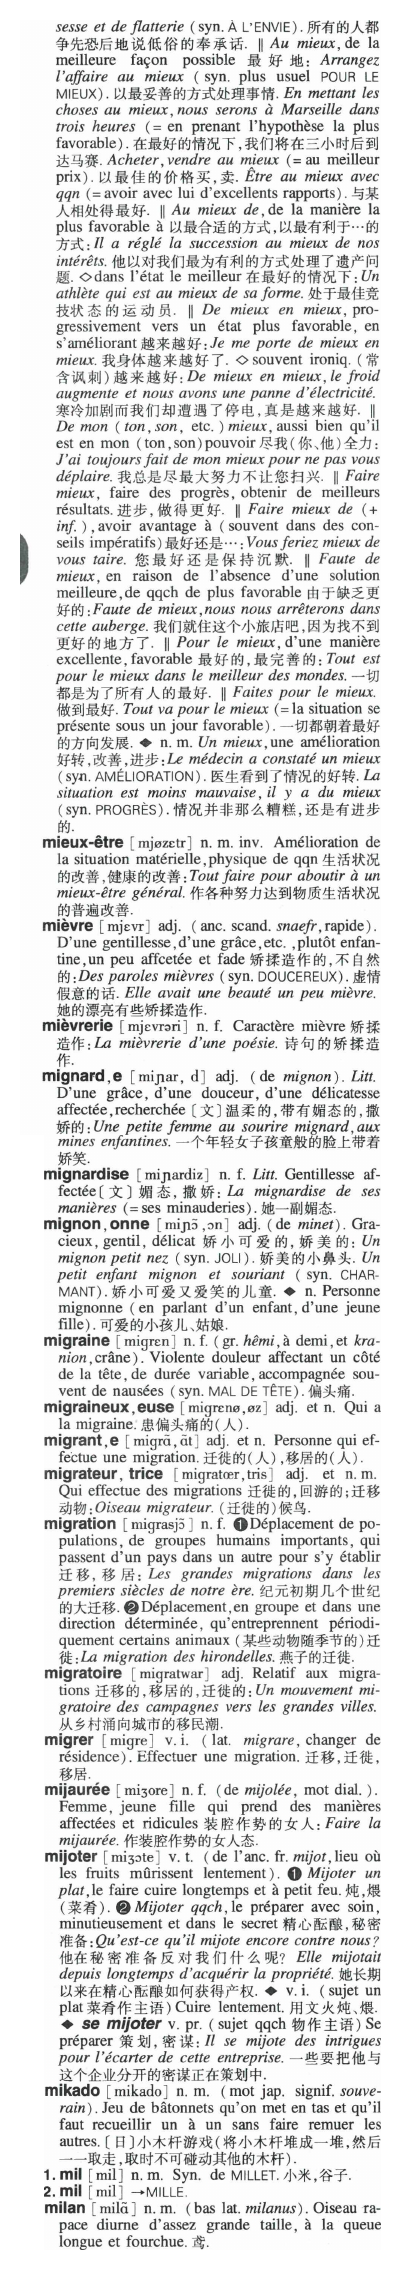 sesse et de flatterie (syn. À L'ENVIE). 所有的人都
争先恐后地说低俗的奉承话. ‖ Au mieux, de la
meilleure façon possible 最好地: Arrangez
l'affaire au mieux (syn. plus usuel POUR LE
MIEUX). 以最妥善的方式处理事情. En mettant les
choses au mieux, nous serons à Marseille dans
trois heures (= en prenant l'hypothèse la plus
favorable). 在最好的情况下,我们将在三小时后到
达马赛. Acheter, vendre au mieux (= au meilleur
prix). 以最佳的价格买,卖. Être au mieux avec
qqn (= avoir avec lui d'excellents rapports). 与某
人相处得最好. ‖ Au mieux de, de la manière la
plus favorable à 以最合适的方式,以最有利于…的
方式: Il a réglé la succession au mieux de nos
intérêts. 他以对我们最为有利的方式处理了遗产问
题. ◇ dans l'état le meilleur 在最好的情况下: Un
athlète qui est au mieux de sa forme. 处于最佳竞
技状态的运动员. ‖ De mieux en mieux, pro-
gressivement vers un état plus favorable, en
s'améliorant 越来越好: Je me porte de mieux en
mieux. 我身体越来越好了. ◇ souvent ironiq. (常
含讽刺) 越来越好: De mieux en mieux, le froid
augmente et nous avons une panne d'électricité.
寒冷加剧而我们却遭遇了停电,真是越来越好. ‖
De mon (ton, son, etc.) mieux, aussi bien qu'il
est en mon (ton, son) pouvoir 尽我(你、他)全力:
J'ai toujours fait de mon mieux pour ne pas vous
déplaire. 我总是尽最大努力不让您扫兴. ‖ Faire
mieux, faire des progrès, obtenir de meilleurs
résultats. 进步,做得更好. ‖ Faire mieux de (+
inf.), avoir avantage à (souvent dans des con-
seils impératifs) 最好还是…: Vous feriez mieux de
vous taire. 您最好还是保持沉默. ‖ Faute de
mieux, en raison de l'absence d'une solution
meilleure, de qqch de plus favorable 由于缺乏更
好的: Faute de mieux, nous nous arrêterons dans
cette auberge. 我们就住这个小旅店吧,因为找不到
更好的地方了. ‖ Pour le mieux, d'une manière
excellente, favorable 最好的,最完善的: Tout est
pour le mieux dans le meilleur des mondes. 一切
都是为了所有人的最好. ‖ Faites pour le mieux.
做到最好. Tout va pour le mieux (= la situation se
présente sous un jour favorable). 一切都朝着最好
的方向发展. ◆ n. m. Un mieux, une amélioration
好转,改善,进步: Le médecin a constaté un mieux
(syn. AMÉLIORATION). 医生看到了情况的好转. La
situation est moins mauvaise, il y a du mieux
(syn. PROGRÈS). 情况并非那么糟糕,还是有进步
的.
mieux-être [mjøzɛtr] n. m. inv. Amélioration de
la situation matérielle, physique de qqn 生活状况
的改善,健康的改善: Tout faire pour aboutir à un
mieux-être général. 作各种努力达到物质生活状况
的普遍改善.
mièvre [mjɛvr] adj. (anc. scand. snaefr, rapide).
D'une gentillesse, d'une grâce, etc., plutôt enfan-
tine, un peu affcetée et fade 矫揉造作的,不自然
的: Des paroles mièvres (syn. DOUCEREUX). 虚情
假意的话. Elle avait une beauté un peu mièvre.
她的漂亮有些矫揉造作.
mièvrerie [mjɛvrəri] n. f. Caractère mièvre 矫揉
造作: La mièvrerie d'une poésie. 诗句的矫揉造
作.
mignard, e [miɲar, d] adj. (de mignon). Litt.
D'une grâce, d'une douceur, d'une délicatesse
affectée, recherchée [文] 温柔的,带有媚态的,撒
娇的: Une petite femme au sourire mignard, aux
mines enfantines. 一个年轻女子孩童般的脸上带着
娇笑.
mignardise [miɲardiz] n. f. Litt. Gentillesse af-
fectée [文] 媚态,撒娇: La mignardise de ses
manières (= ses minauderies). 她一副媚态.
mignon, onne [miɲɔ̃, ɔn] adj. (de minet). Gra-
cieux, gentil, délicat 娇小可爱的,娇美的: Un
mignon petit nez (syn. JOLI). 娇美的小鼻头. Un
petit enfant mignon et souriant (syn. CHAR-
MANT). 娇小可爱又爱笑的儿童. ◆ n. Personne
mignonne (en parlant d'un enfant, d'une jeune
fille). 可爱的小孩儿、姑娘.
migraine [migrɛn] n. f. (gr. hêmi, à demi, et kra-
nion, crâne). Violente douleur affectant un côté
de la tête, de durée variable, accompagnée sou-
vent de nausées (syn. MAL DE TÊTE). 偏头痛.
migraineux, euse [migrenø, øz] adj. et n. Qui a
la migraine. 患偏头痛的(人).
migrant, e [migrɑ̃, ɑ̃t] adj. et n. Personne qui ef-
fectue une migration. 迁徙的(人),移居的(人).
migrateur, trice [migratœr, tris] adj. et n. m.
Qui effectue des migrations 迁徙的,回游的;迁移
动物: Oiseau migrateur. (迁徙的)候鸟.
migration [migrasjɔ̃] n. f. ❶ Déplacement de po-
pulations, de groupes humains importants, qui
passent d'un pays dans un autre pour s'y établir
迁移,移居: Les grandes migrations dans les
premiers siècles de notre ère. 纪元初期几个世纪
的大迁移. ❷ Déplacement, en groupe et dans une
direction déterminée, qu'entreprennent périodi-
quement certains animaux (某些动物随季节的)迁
徙: La migration des hirondelles. 燕子的迁徙.
migratoire [migratwar] adj. Relatif aux migra-
tions 迁移的,移居的,迁徙的: Un mouvement mi-
gratoire des campagnes vers les grandes villes.
从乡村涌向城市的移民潮.
migrer [migre] v. i. (lat. migrare, changer de
résidence). Effectuer une migration. 迁移,迁徙,
移居.
mijaurée [miʒore] n. f. (de mijolée, mot dial.).
Femme, jeune fille qui prend des manières
affectées et ridicules 装腔作势的女人: Faire la
mijaurée. 作装腔作势的女人态.
mijoter [miʒɔte] v. t. (de l'anc. fr. mijot, lieu où
les fruits mûrissent lentement). ❶ Mijoter un
plat, le faire cuire longtemps et à petit feu. 炖,煨
(菜肴). ❷ Mijoter qqch, le préparer avec soin,
minutieusement et dans le secret 精心酝酿,秘密
准备: Qu'est-ce qu'il mijote encore contre nous?
他在秘密准备反对我们什么呢? Elle mijotait
depuis longtemps d'acquérir la propriété. 她长期
以来在精心酝酿如何获得产权. ◆ v. i. (sujet un
plat 菜肴作主语) Cuire lentement. 用文火炖、煨.
◆ se mijoter v. pr. (sujet qqch 物作主语) Se
préparer 策划,密谋: Il se mijote des intrigues
pour l'écarter de cette entreprise. 一些要把他与
这个企业分开的密谋正在策划中.
mikado [mikado] n. m. (mot jap. signif. souve-
rain). Jeu de bâtonnets qu'on met en tas et qu'il
faut recueillir un à un sans faire remuer les
autres. [日]小木杆游戏(将小木杆堆成一堆,然后
一一取走,取时不可碰动其他的木杆).
1. mil [mil] n. m. Syn. de MILLET. 小米,谷子.
2. mil [mil] →MILLE.
milan [milɑ̃] n. m. (bas lat. milanus). Oiseau ra-
pace diurne d'assez grande taille, à la queue
longue et fourchue. 鸢.